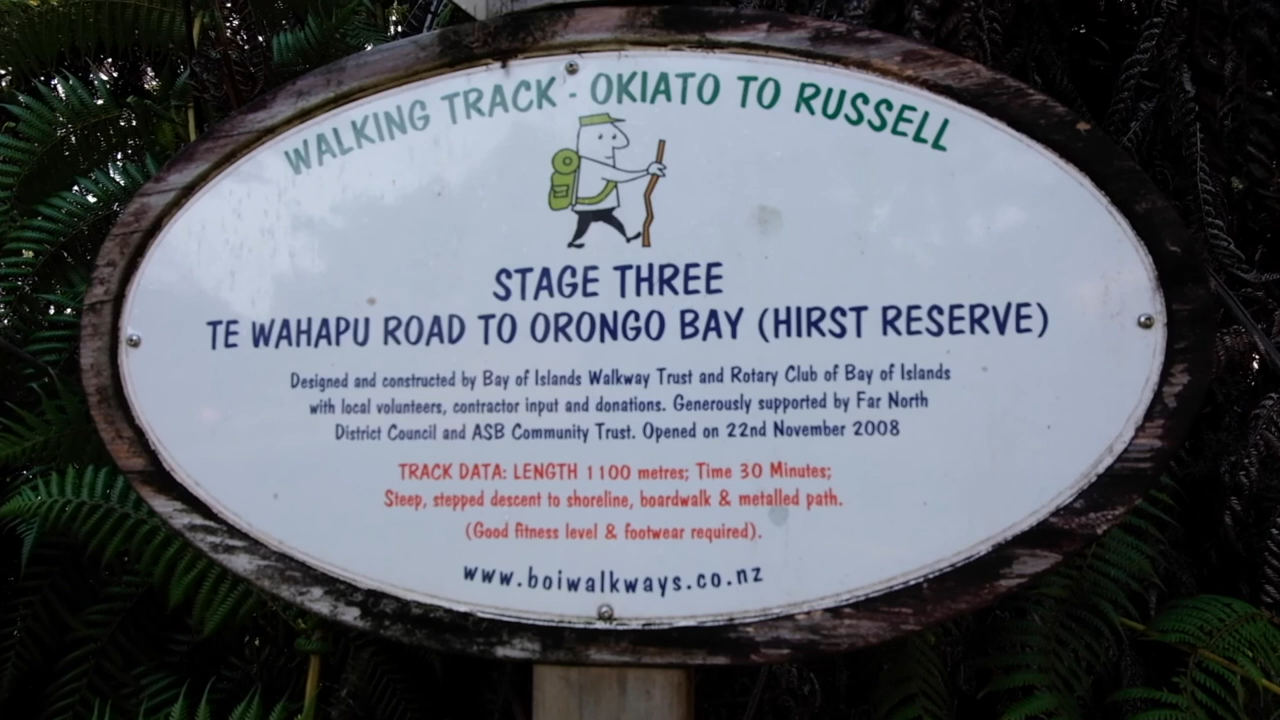 WALKING TRACK - OKIATO TO RUSSELL
STAGE THREE
TE WAHAPU ROAD TO ORONGO BAY (HIRST RESERVE)
Designed and constructed by Bay of Islands Walkway Trust and Rotary Club of Bay of Islands
with local volunteers, contractor input and donations. Generously supported by Far North
District Council and ASB Community Trust. Opened on 22nd November 2008
TRACK DATA: LENGTH 1100 metres; Time 30 Minutes;
Steep, stepped descent to shoreline, boardwalk & metalled path.
(Good fitness level & footwear required).
www.boiwalkways.co.nz